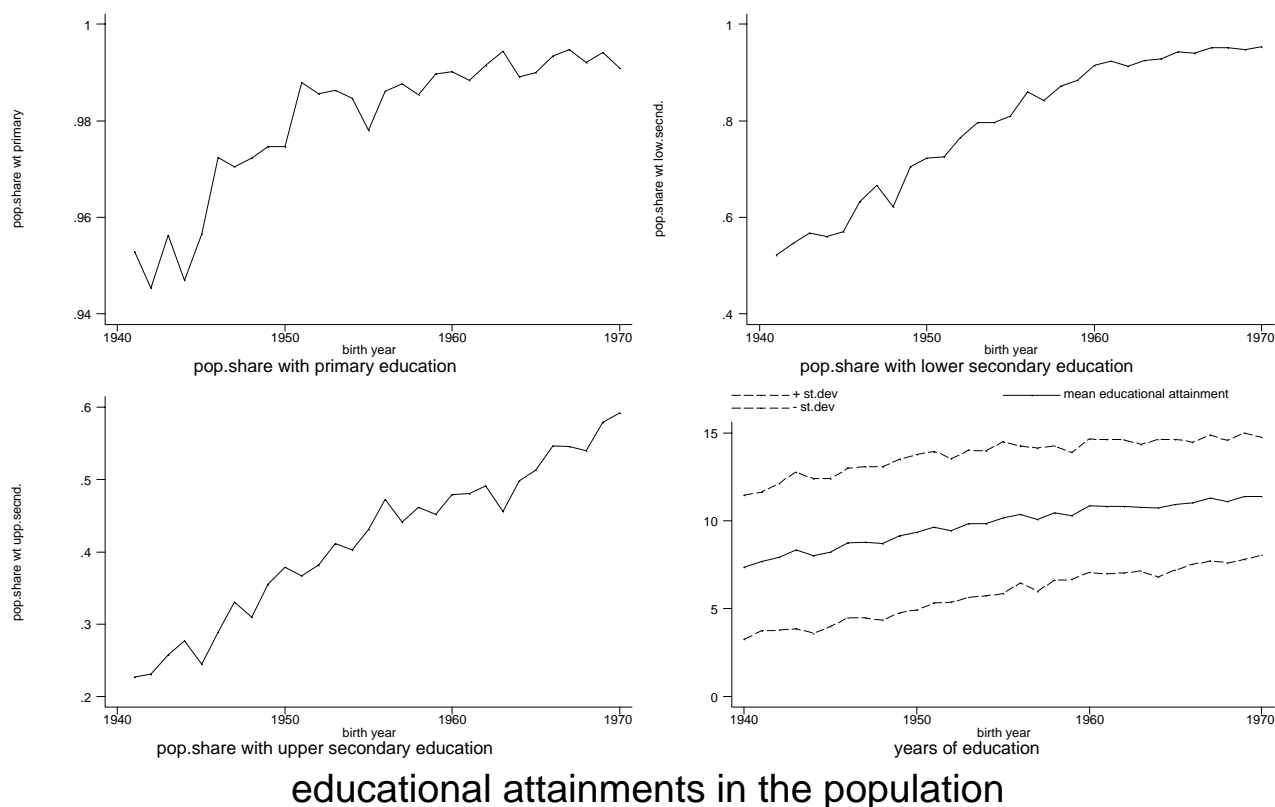 pop.share wt primary
1
.98
.96
.94
1940
1950
1960
1970
birth year
pop.share with primary education
pop.share wt low.secnd.
1
.8
.6
.4
1940
1950
1960
1970
birth year
pop.share with lower secondary education
pop.share wt upp.secnd.
.6
.5
.4
.3
.2
1940
1950
1960
1970
birth year
pop.share with upper secondary education
+ st.dev
mean educational attainment
- st.dev
15
10
5
0
1940
1950
1960
1970
birth year
years of education
educational attainments in the population